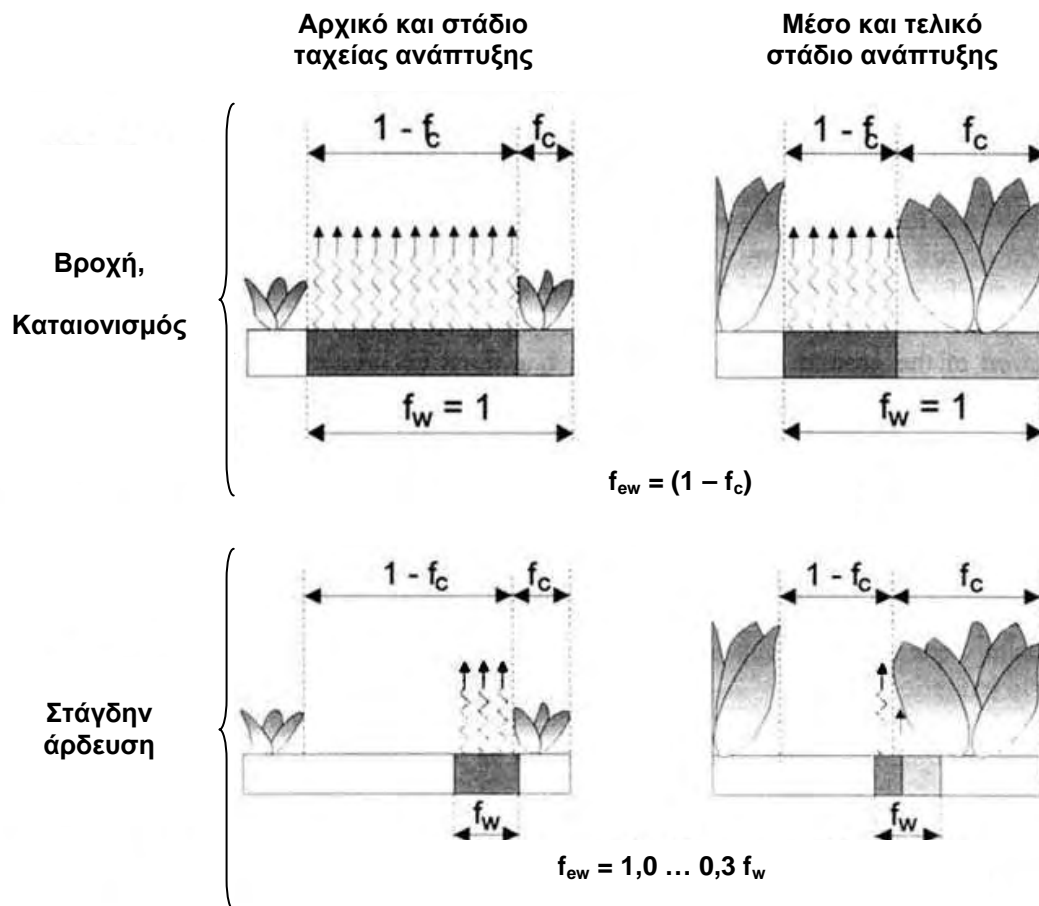 Αρχικό και στάδιο
ταχείας ανάπτυξης
Μέσο και τελικό
στάδιο ανάπτυξης
Βροχή,
Καταιονισμός
1 - fc
fc
fw = 1
1 - fc
fc
fw = 1
few = (1 – fc)
Στάγδην
άρδευση
1 - fc
fc
fw
1 - fc
fc
fw
few = 1,0 … 0,3 fw